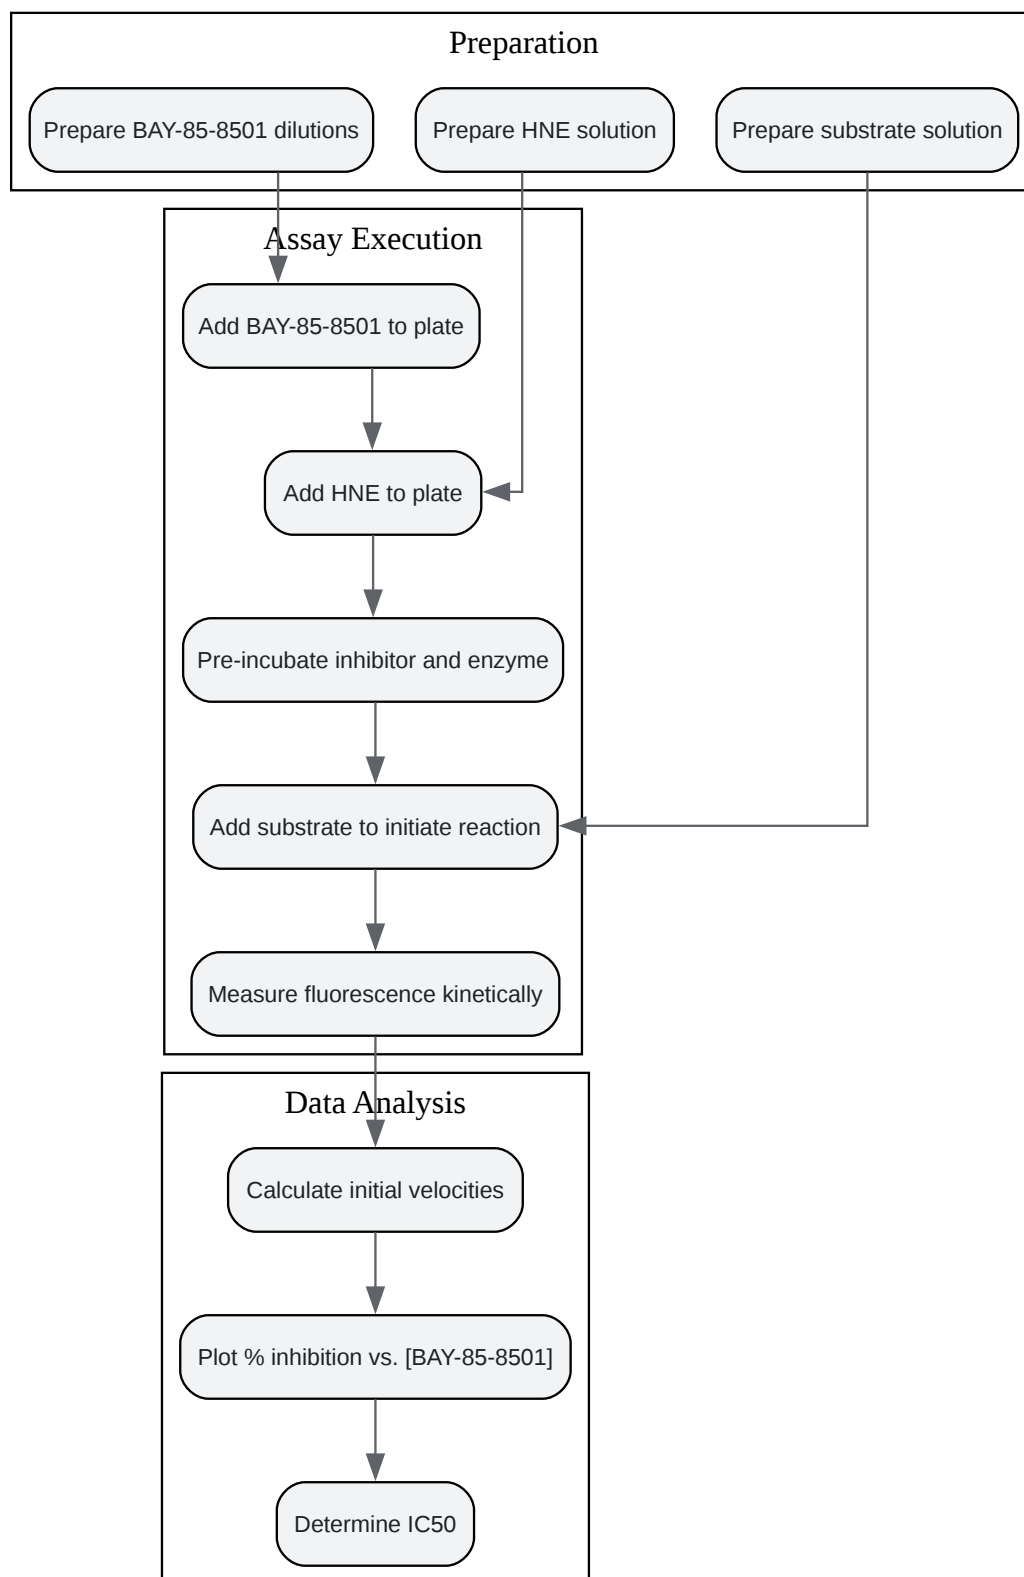 Preparation
Prepare BAY-85-8501 dilutions
Prepare HNE solution
Prepare substrate solution
Assay Execution
Add BAY-85-8501 to plate
Add HNE to plate
Pre-incubate inhibitor and enzyme
Add substrate to initiate reaction
Measure fluorescence kinetically
Data Analysis
Calculate initial velocities
Plot % inhibition vs. [BAY-85-8501]
Determine IC50